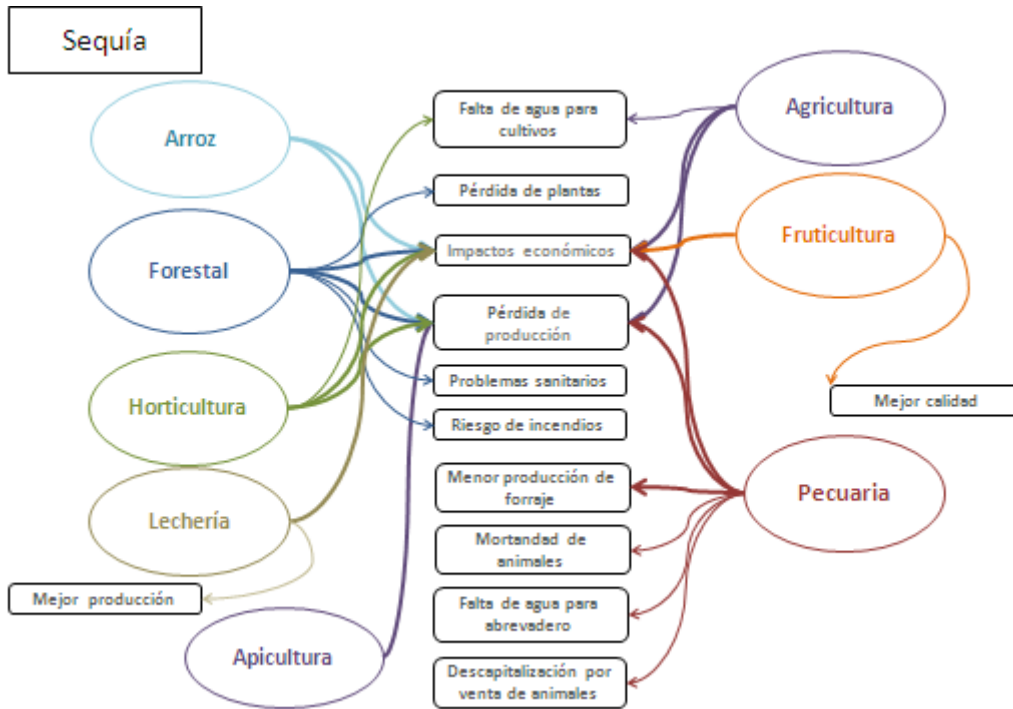 Sequía
Arroz
Forestal
Horticultura
Lechería
Mejor producción
Apicultura
Falta de agua para
cultivos
Pérdida de plantas
Impactos económicos
Pérdida de
producción
Problemas sanitarios
Riesgo de incendios
Menor producción de
forraje
Mortandad de
animales
Falta de agua para
abrevadero
Descapitalización por
venta de animales
Agricultura
Fruticultura
Mejor calidad
Pecuaria